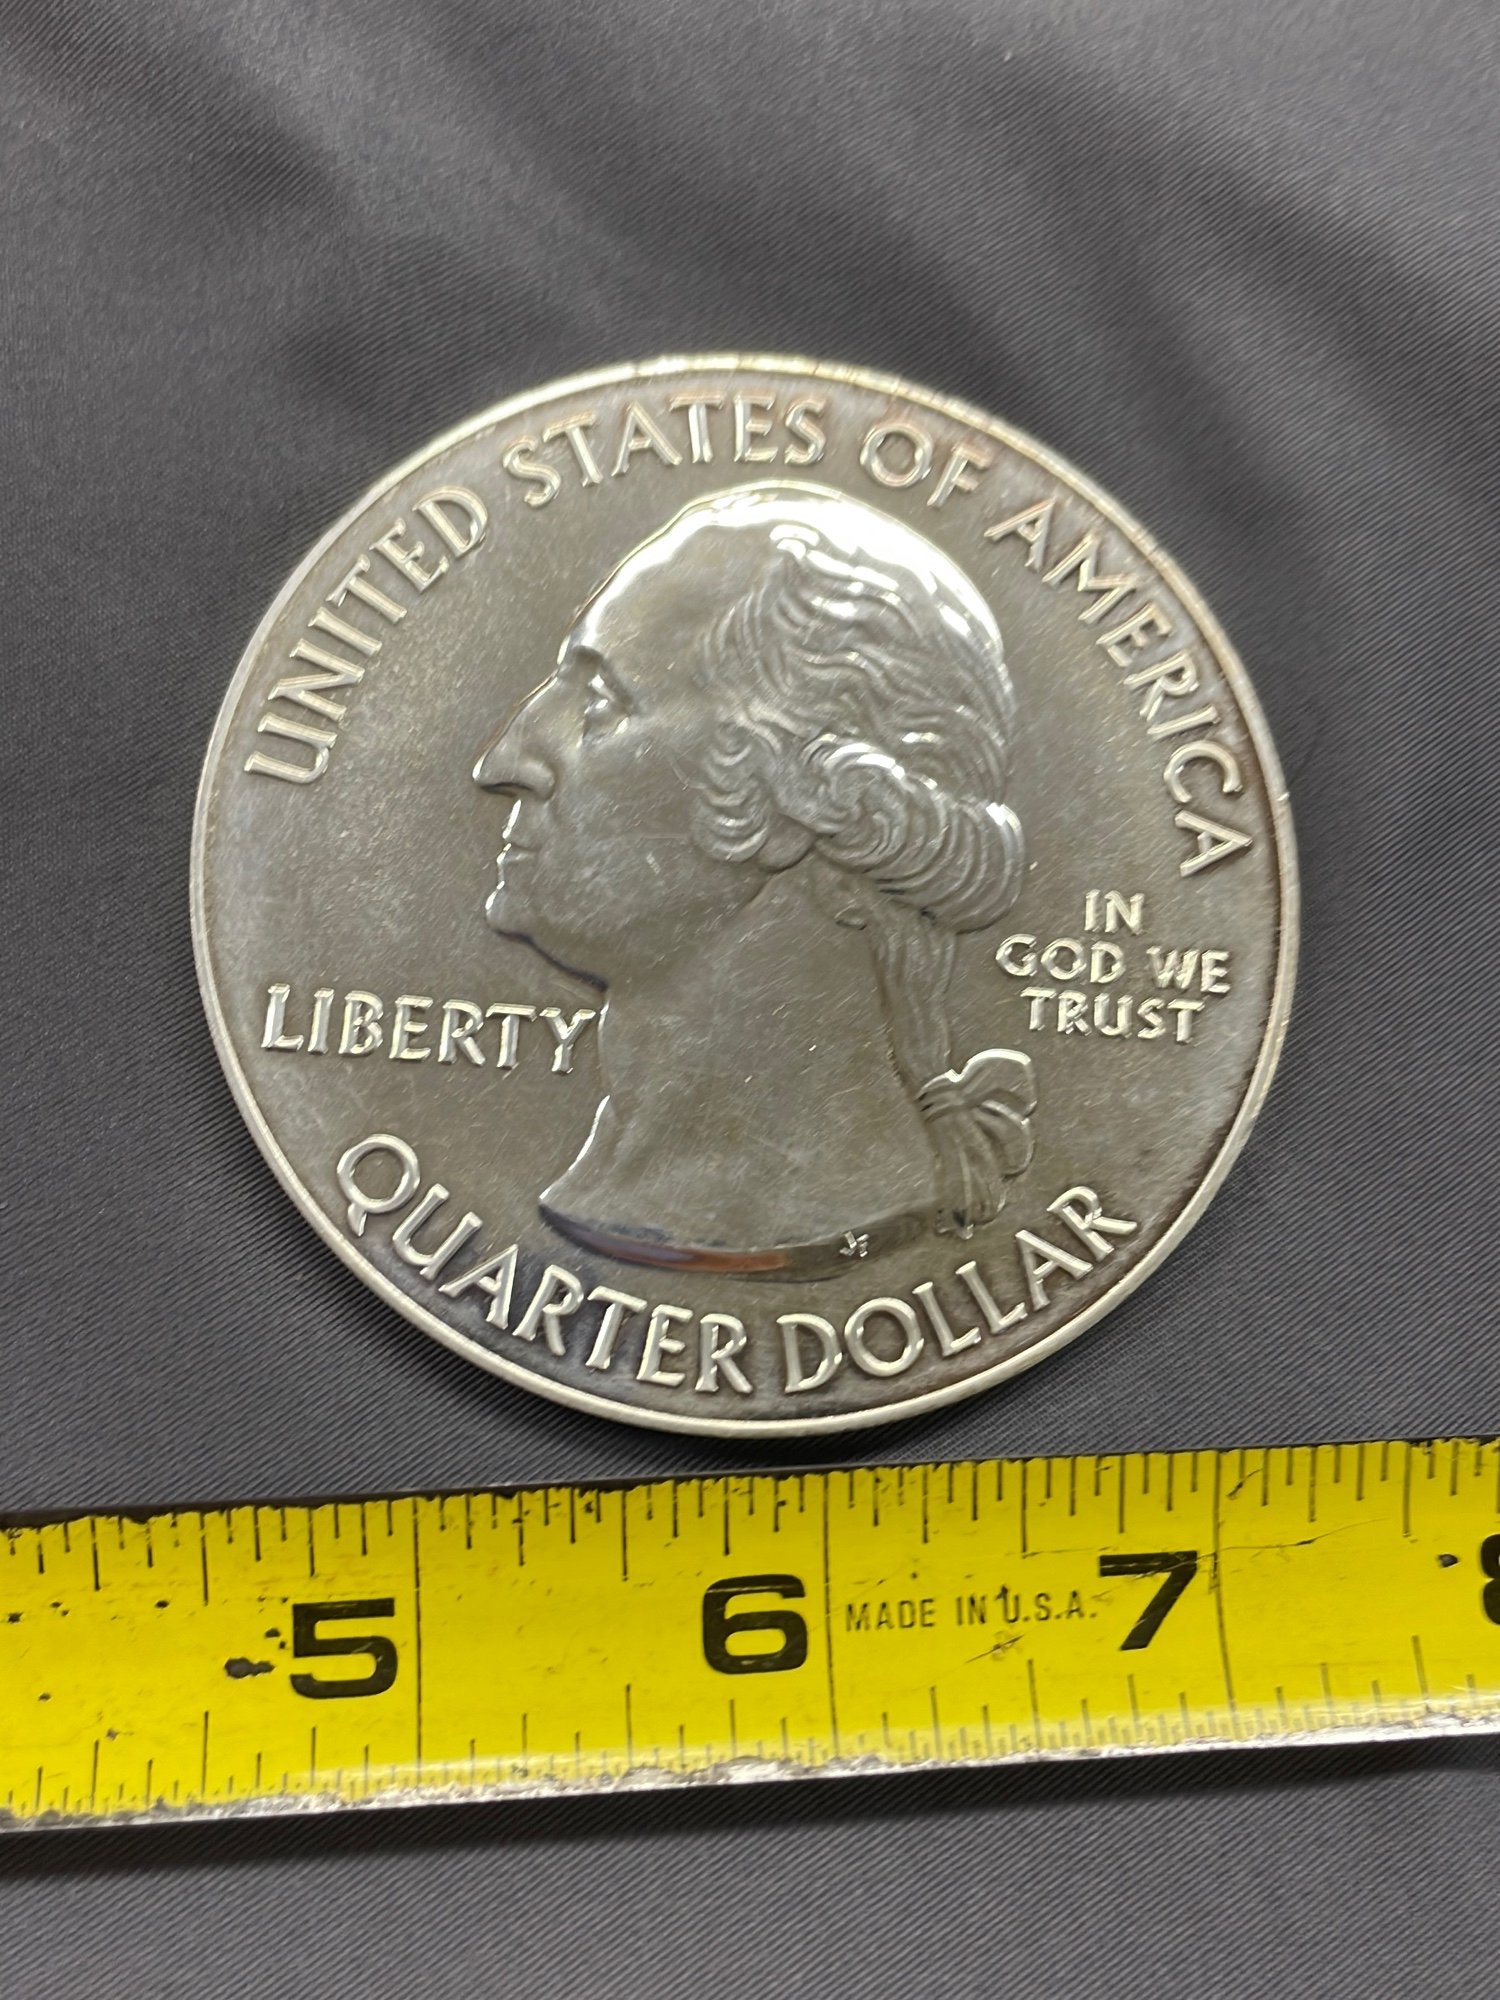 UNITED STATES OF AMERICA
LIBERTY
IN
GOD WE
TRUST
QUARTER DOLLAR
5 6 MADE IN U.S.A. 7 8